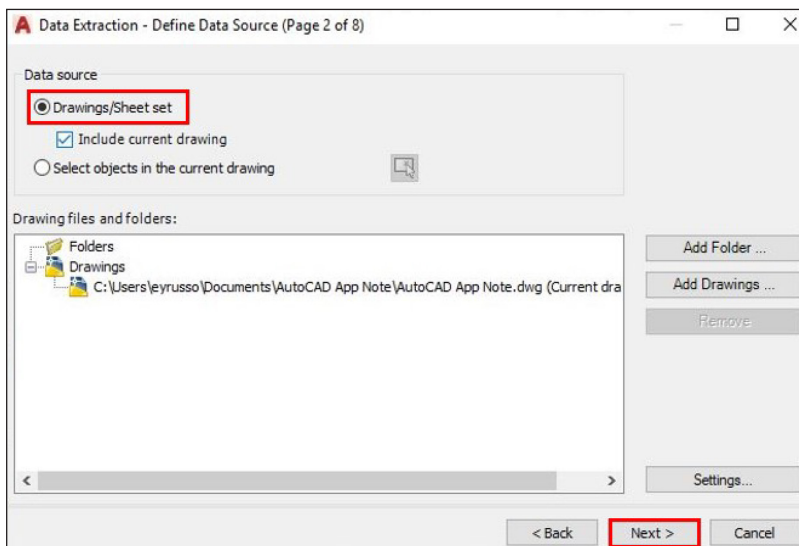 Data Extraction - Define Data Source (Page 2 of 8)
Data source
Drawings/Sheet set
Include current drawing
Select objects in the current drawing
Drawing files and folders:
Folders
Drawings
C:\Users\eyrusso\Documents\AutoCAD App Note\AutoCAD App Note.dwg (Current dra
Add Folder ...
Add Drawings ...
Remove
Settings...
< Back
Next >
Cancel